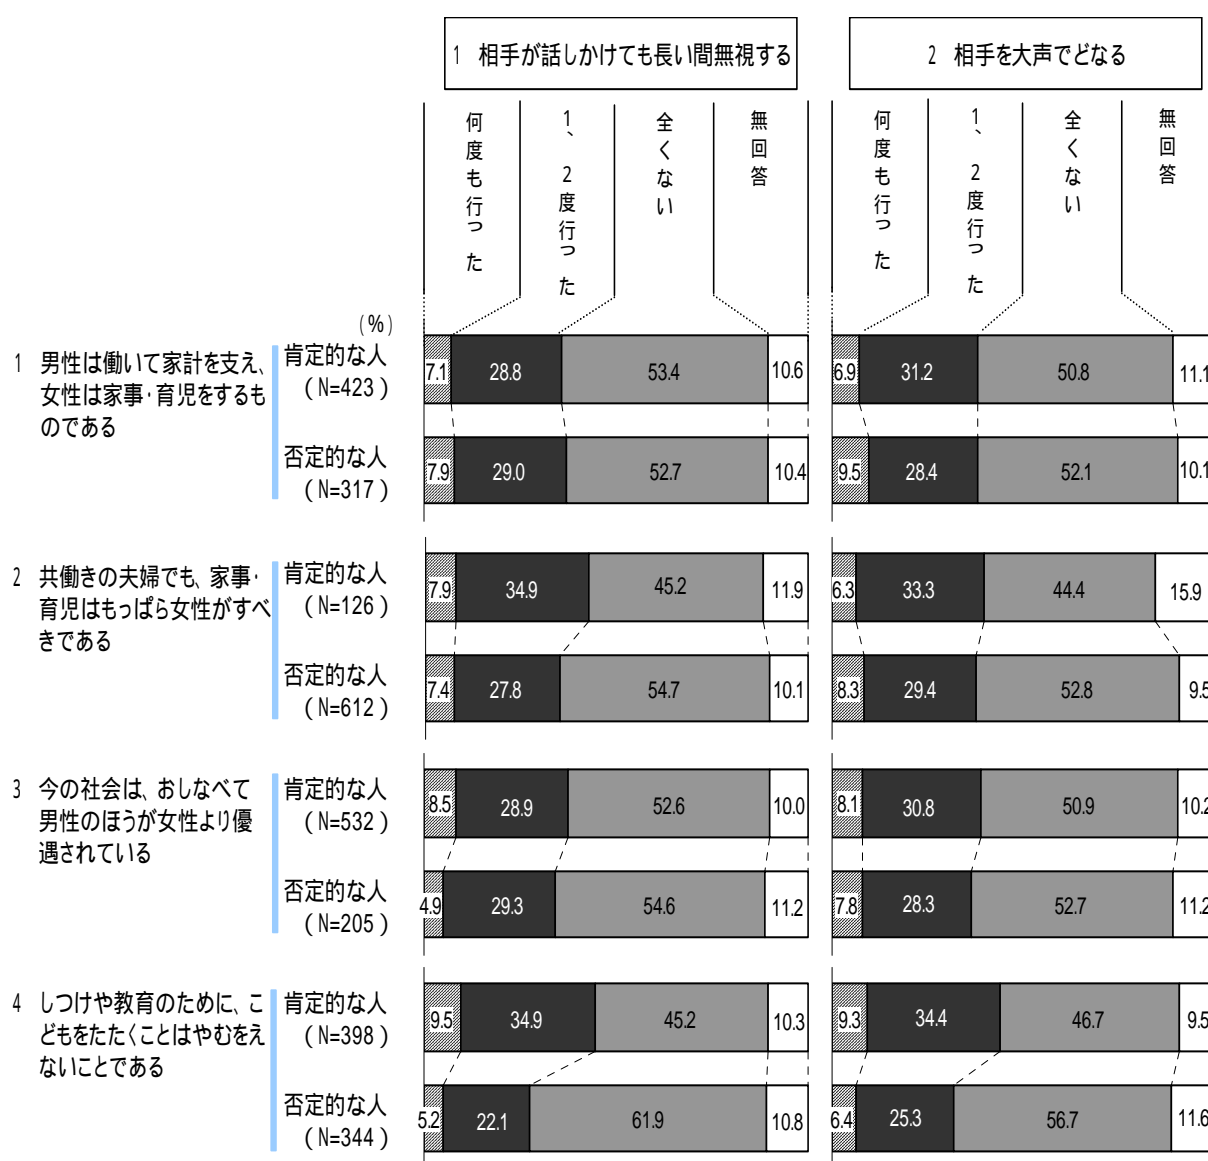 1 相手が話しかけても長い間無視する
2 相手を大声でどなる
何度も行った
1、2度行った
全くない
無回答
何度も行った
1、2度行った
全くない
無回答
(%)
1 男性は働いて家計を支え、
女性は家事・育児をするも
のである
肯定的な人
(N=423)
7.1 28.8 53.4 10.6
6.9 31.2 50.8 11.1
否定的な人
(N=317)
7.9 29.0 52.7 10.4
9.5 28.4 52.1 10.1
2 共働きの夫婦でも、家事・
育児はもっぱら女性がすべ
きである
肯定的な人
(N=126)
7.9 34.9 45.2 11.9
6.3 33.3 44.4 15.9
否定的な人
(N=612)
7.4 27.8 54.7 10.1
8.3 29.4 52.8 9.5
3 今の社会は、おしなべて
男性のほうが女性より優
遇されている
肯定的な人
(N=532)
8.5 28.9 52.6 10.0
8.1 30.8 50.9 10.2
否定的な人
(N=205)
4.9 29.3 54.6 11.2
7.8 28.3 52.7 11.2
4 しつけや教育のために、こ
どもをたたくことはやむをえ
ないことである
肯定的な人
(N=398)
9.5 34.9 45.2 10.3
9.3 34.4 46.7 9.5
否定的な人
(N=344)
5.2 22.1 61.9 10.8
6.4 25.3 56.7 11.6